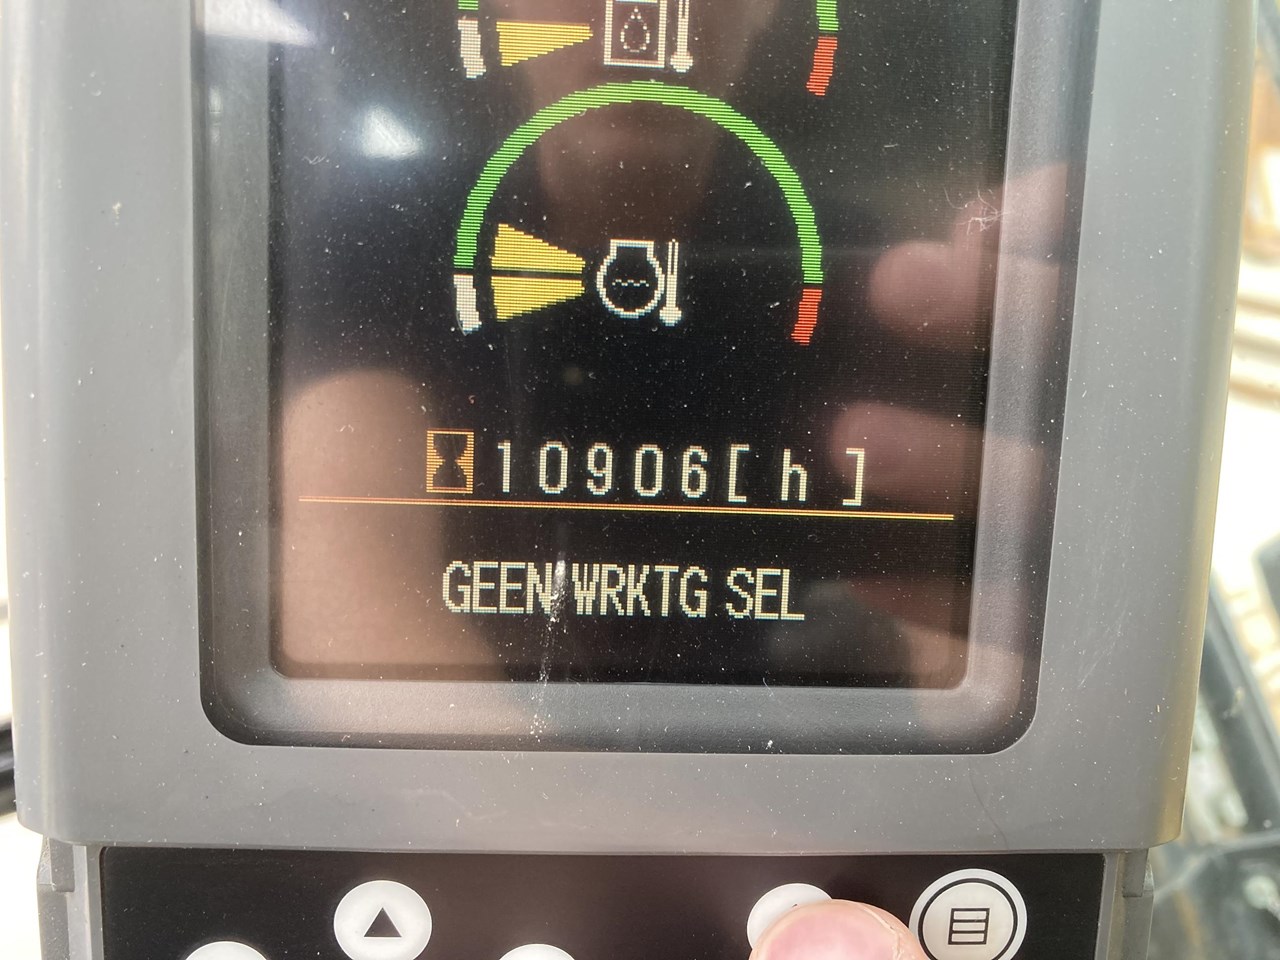 10906[h]
GEEN WRKTG SEL